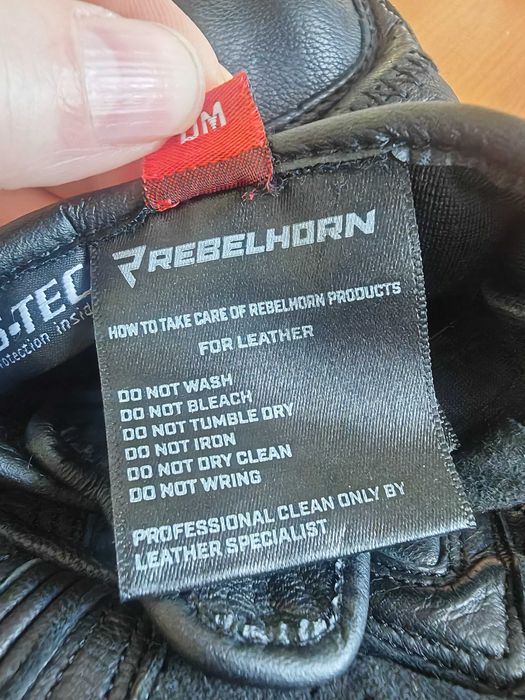 DM
REBELHORN
HOW TO TAKE CARE OF REBELHORN PRODUCTS
FOR LEATHER
DO NOT WASH
DO NOT BLEACH
DO NOT TUMBLE DRY
DO NOT IRON
DO NOT DRY CLEAN
DO NOT WRING
PROFESSIONAL CLEAN ONLY BY
LEATHER SPECIALIST
-TEC